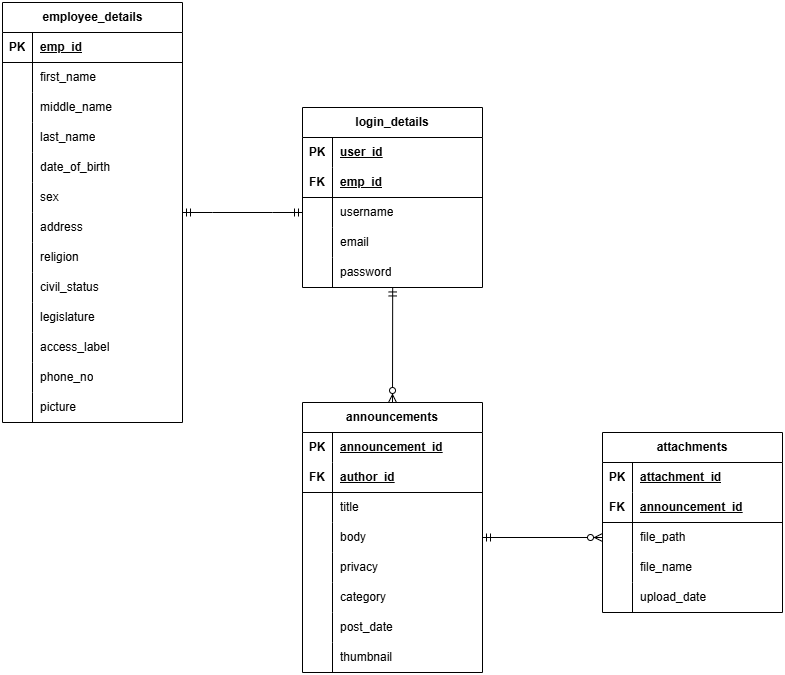 employee_details
PK emp_id
first_name
middle_name
last_name
date_of_birth
sex
address
religion
civil_status
legislature
access_label
phone_no
picture
login_details
PK user_id
FK emp_id
username
email
password
announcements
PK announcement_id
FK author_id
title
body
privacy
category
post_date
thumbnail
attachments
PK attachment_id
FK announcement_id
file_path
file_name
upload_date